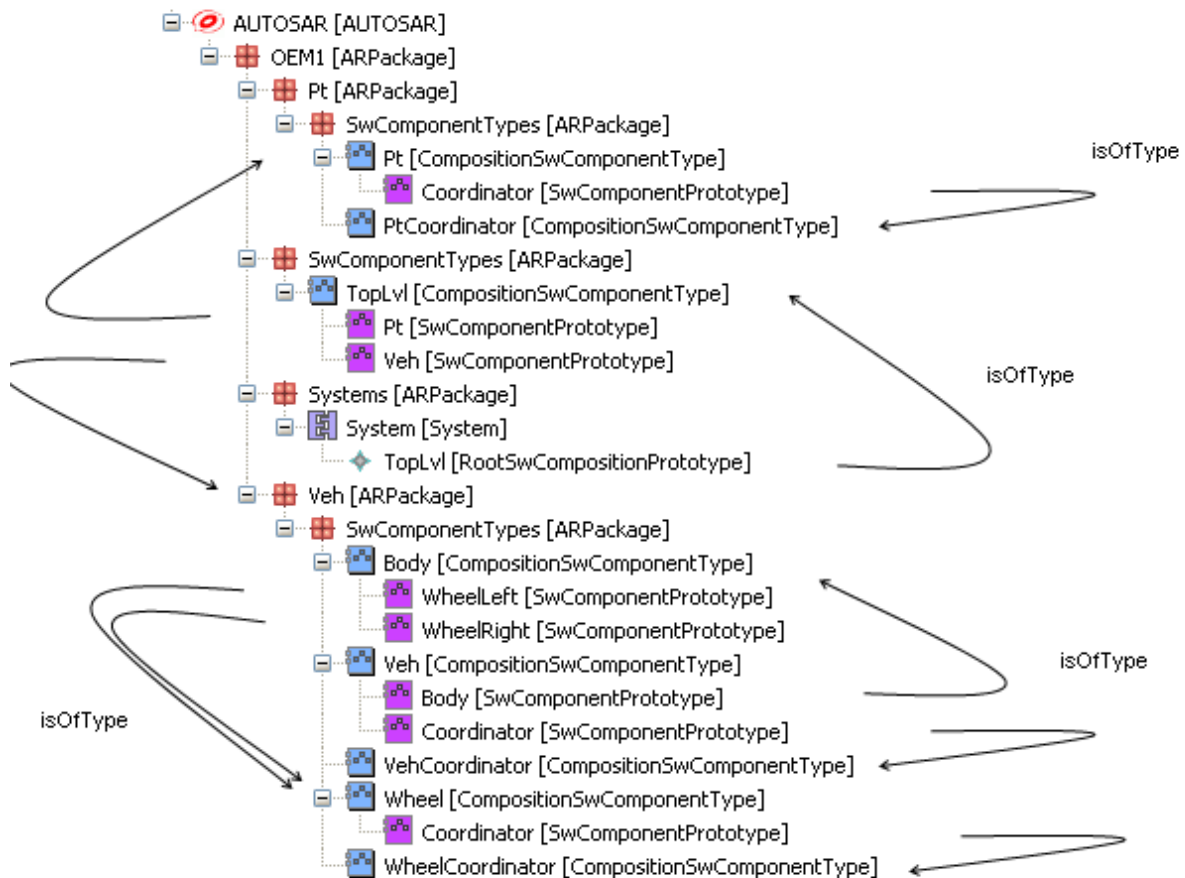 AUTOSAR [AUTOSAR]
OEM1 [ARPackage]
Pt [ARPackage]
SwComponentTypes [ARPackage]
Pt [CompositionSwComponentType]
isOfType
Coordinator [SwComponentPrototype]
PtCoordinator [CompositionSwComponentType]
SwComponentTypes [ARPackage]
TopLvl [CompositionSwComponentType]
Pt [SwComponentPrototype]
Veh [SwComponentPrototype]
isOfType
Systems [ARPackage]
System [System]
TopLvl [RootSwCompositionPrototype]
Veh [ARPackage]
SwComponentTypes [ARPackage]
Body [CompositionSwComponentType]
WheelLeft [SwComponentPrototype]
WheelRight [SwComponentPrototype]
Veh [CompositionSwComponentType]
isOfType
Body [SwComponentPrototype]
isOfType
Coordinator [SwComponentPrototype]
VehCoordinator [CompositionSwComponentType]
Wheel [CompositionSwComponentType]
Coordinator [SwComponentPrototype]
WheelCoordinator [CompositionSwComponentType]